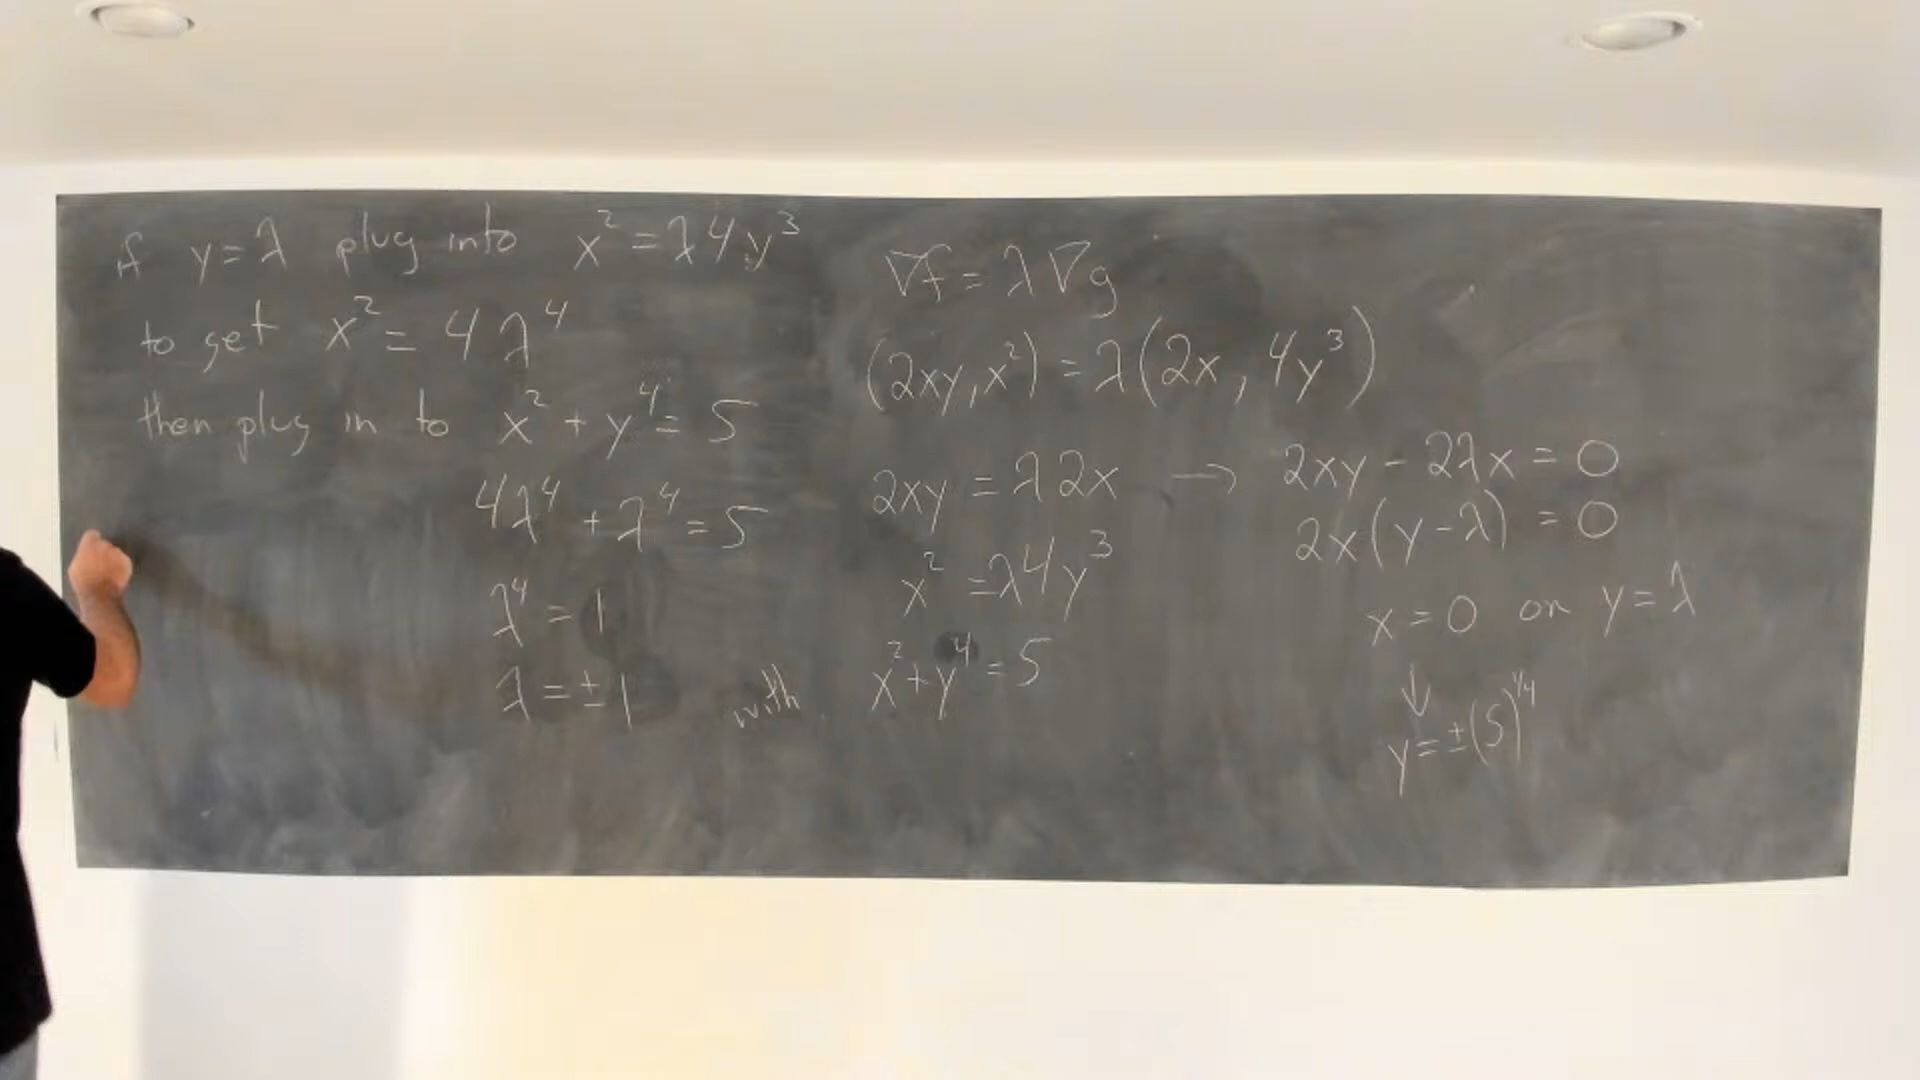 if y=λ plug into x²=λ4y³
to get x² = 4λ⁴
then plug in to x² + y⁴ = 5
4λ⁴ + λ⁴ = 5
λ⁴ = 1
λ = ±1
∇f = λ∇g
(2xy, x²) = λ(2x, 4y³)
2xy = λ2x → 2xy - 2λx = 0
2x(y-λ) = 0
x² = λ4y³
x = 0 or y = λ
with x² + y⁴ = 5
↓
y = ±(5)^1/4